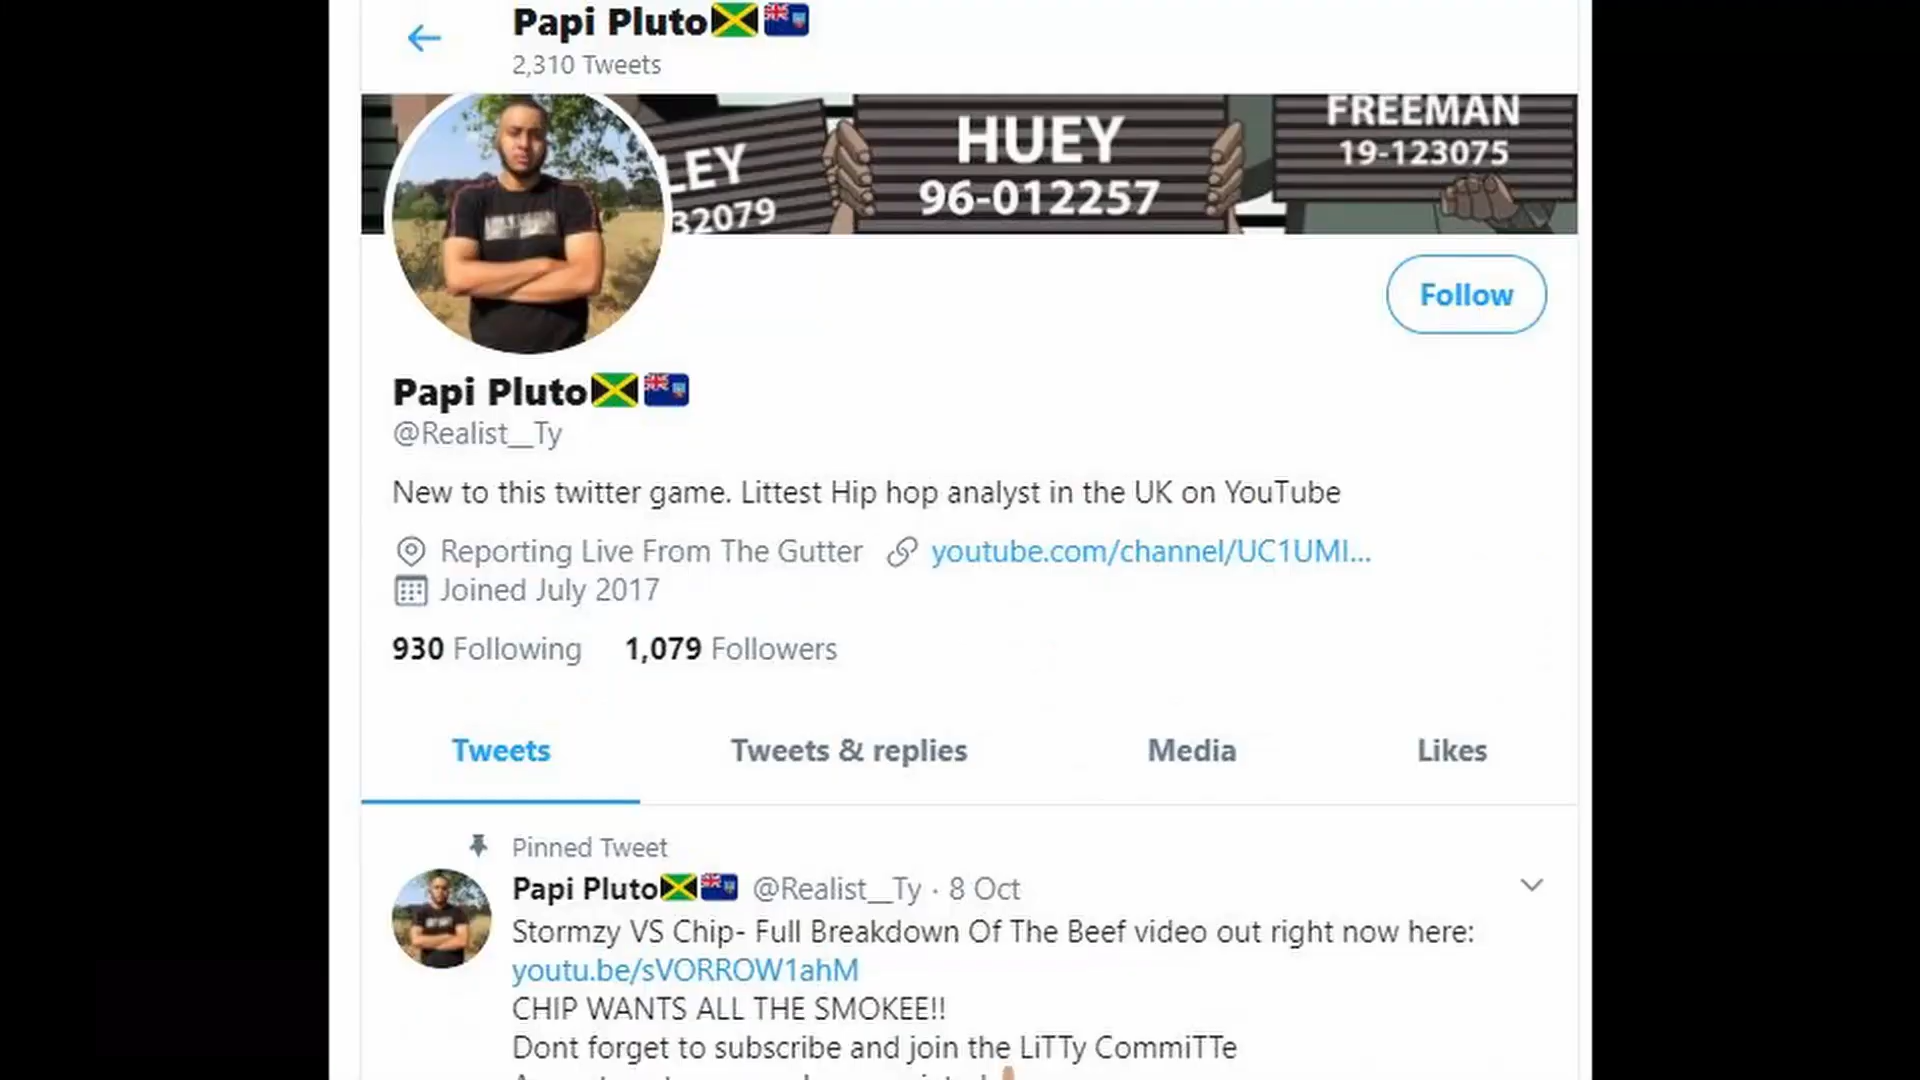 Papi Pluto
2,310 Tweets
LEY
32079
HUEY
96-012257
FREEMAN
19-123075
Follow
Papi Pluto
@Realist__Ty
New to this twitter game. Littest Hip hop analyst in the UK on YouTube
Reporting Live From The Gutter youtube.com/channel/UC1UMI...
Joined July 2017
930 Following 1,079 Followers
Tweets Tweets & replies Media Likes
Pinned Tweet
Papi Pluto @Realist__Ty · 8 Oct
Stormzy VS Chip- Full Breakdown Of The Beef video out right now here:
youtu.be/sVORROW1ahM
CHIP WANTS ALL THE SMOKEE!!
Dont forget to subscribe and join the LiTTy CommiTTe